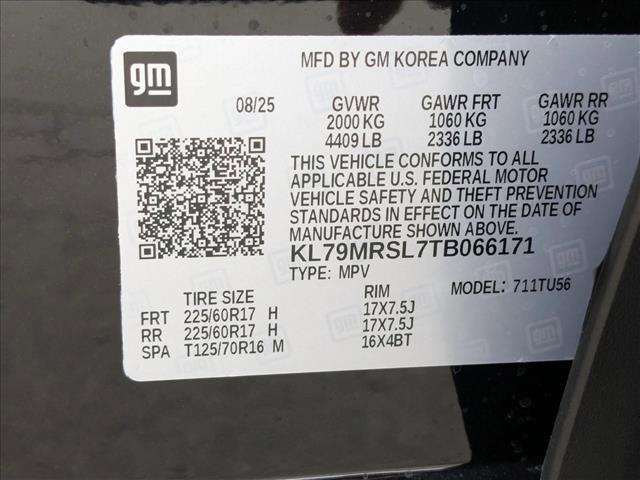 gm
MFD BY GM KOREA COMPANY
08/25 GVWR GAWR FRT GAWR RR
2000 KG 1060 KG 1060 KG
4409 LB 2336 LB 2336 LB
THIS VEHICLE CONFORMS TO ALL
APPLICABLE U.S. FEDERAL MOTOR
VEHICLE SAFETY AND THEFT PREVENTION
STANDARDS IN EFFECT ON THE DATE OF
MANUFACTURE SHOWN ABOVE.
KL79MRSL7TB066171
TYPE: MPV MODEL: 711TU56
TIRE SIZE RIM
FRT 225/60R17 H 17X7.5J
RR 225/60R17 H 17X7.5J
SPA T125/70R16 M 16X4BT